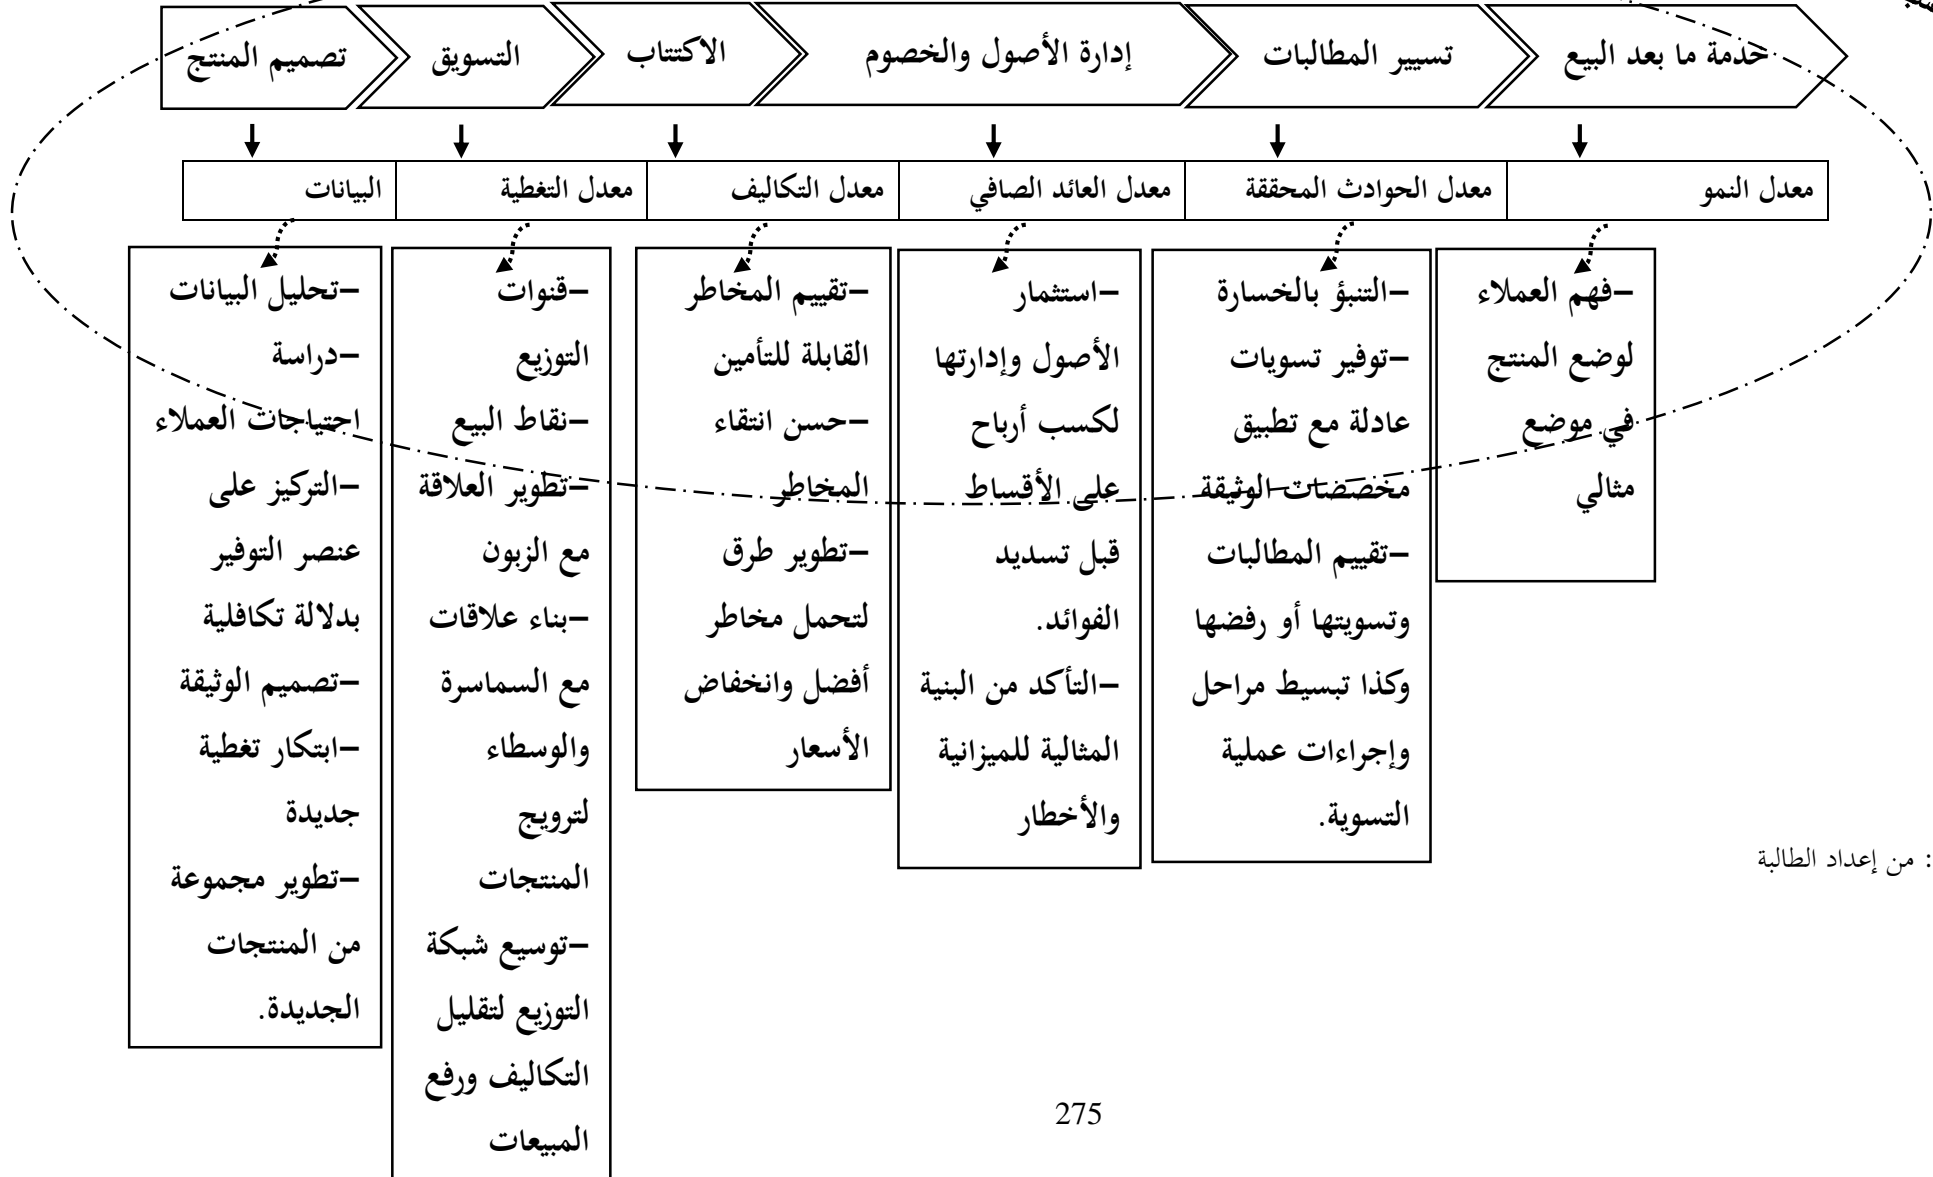 تصميم المنتج
التسويق
الاكتتاب
إدارة الأصول والخصوم
تسيير المطالبات
خدمة ما بعد البيع
البيانات
معدل التغطية
معدل التكاليف
معدل العائد الصافي
معدل الحوادث المحققة
معدل النمو
–تحليل البيانات
–دراسة
احتياجات العملاء
–التركيز على
عنصر التوفير
بدلالة تكافلية
–تصميم الوثيقة
–ابتكار تغطية
جديدة
–تطوير مجموعة
من المنتجات
الجديدة.
–قنوات
التوزيع
–نقاط البيع
–تطوير العلاقة
مع الزبون
–بناء علاقات
مع السماسرة
والوسطاء
لترويج
المنتجات
–توسيع شبكة
التوزيع لتقليل
التكاليف ورفع
المبيعات
–تقييم المخاطر
القابلة للتأمين
–حسن انتقاء
المخاطر
–تطوير طرق
لتحمل مخاطر
أفضل وانخفاض
الأسعار
–استثمار
الأصول وإدارتها
لكسب أرباح
على الأقساط
قبل تسديد
الفوائد.
–التأكد من البنية
المثالية للميزانية
والأخطار
–التنبؤ بالخسارة
–توفير تسويات
عادلة مع تطبيق
مخصصات الوثيقة
–تقييم المطالبات
وتسويتها أو رفضها
وكذا تبسيط مراحل
وإجراءات عملية
التسوية.
–فهم العملاء
لوضع المنتج
في موضع
مثالي
: من إعداد الطالبة
275